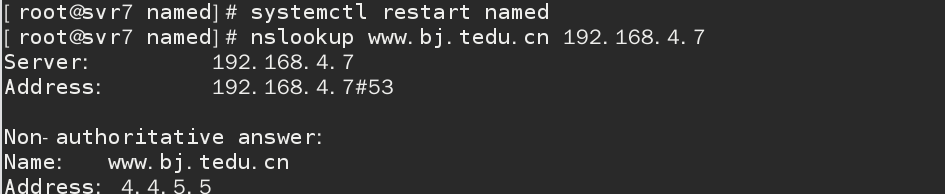 [root@svr7 named]# systemctl restart named
[root@svr7 named]# nslookup www.bj.tedu.cn 192.168.4.7
Server:         192.168.4.7
Address:        192.168.4.7#53

Non-authoritative answer:
Name:   www.bj.tedu.cn
Address: 4.4.5.5